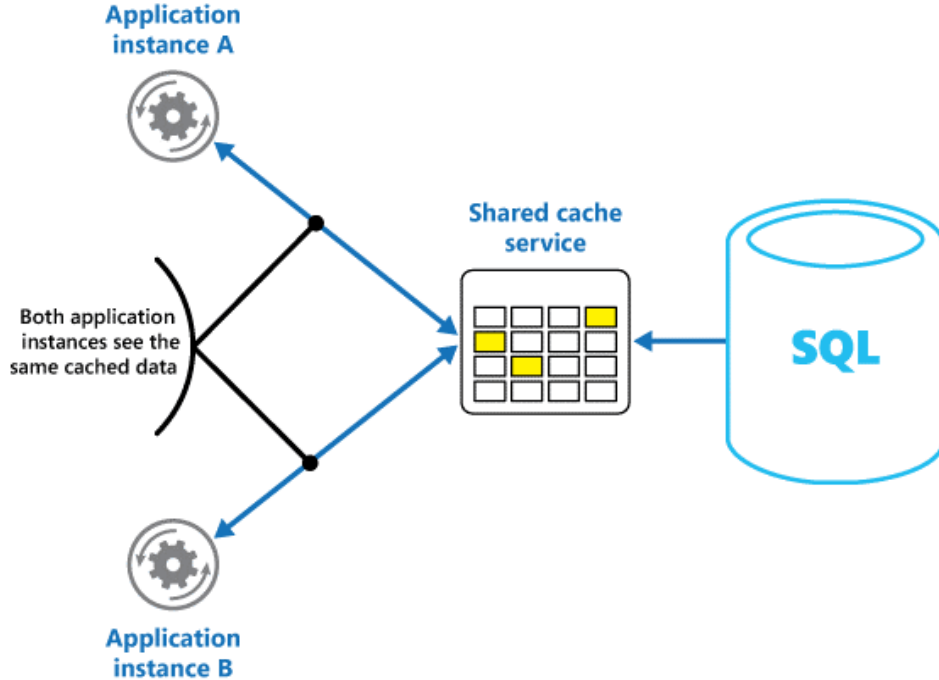 Application
instance A
Shared cache
service
Both application
instances see the
same cached data
SQL
Application
instance B